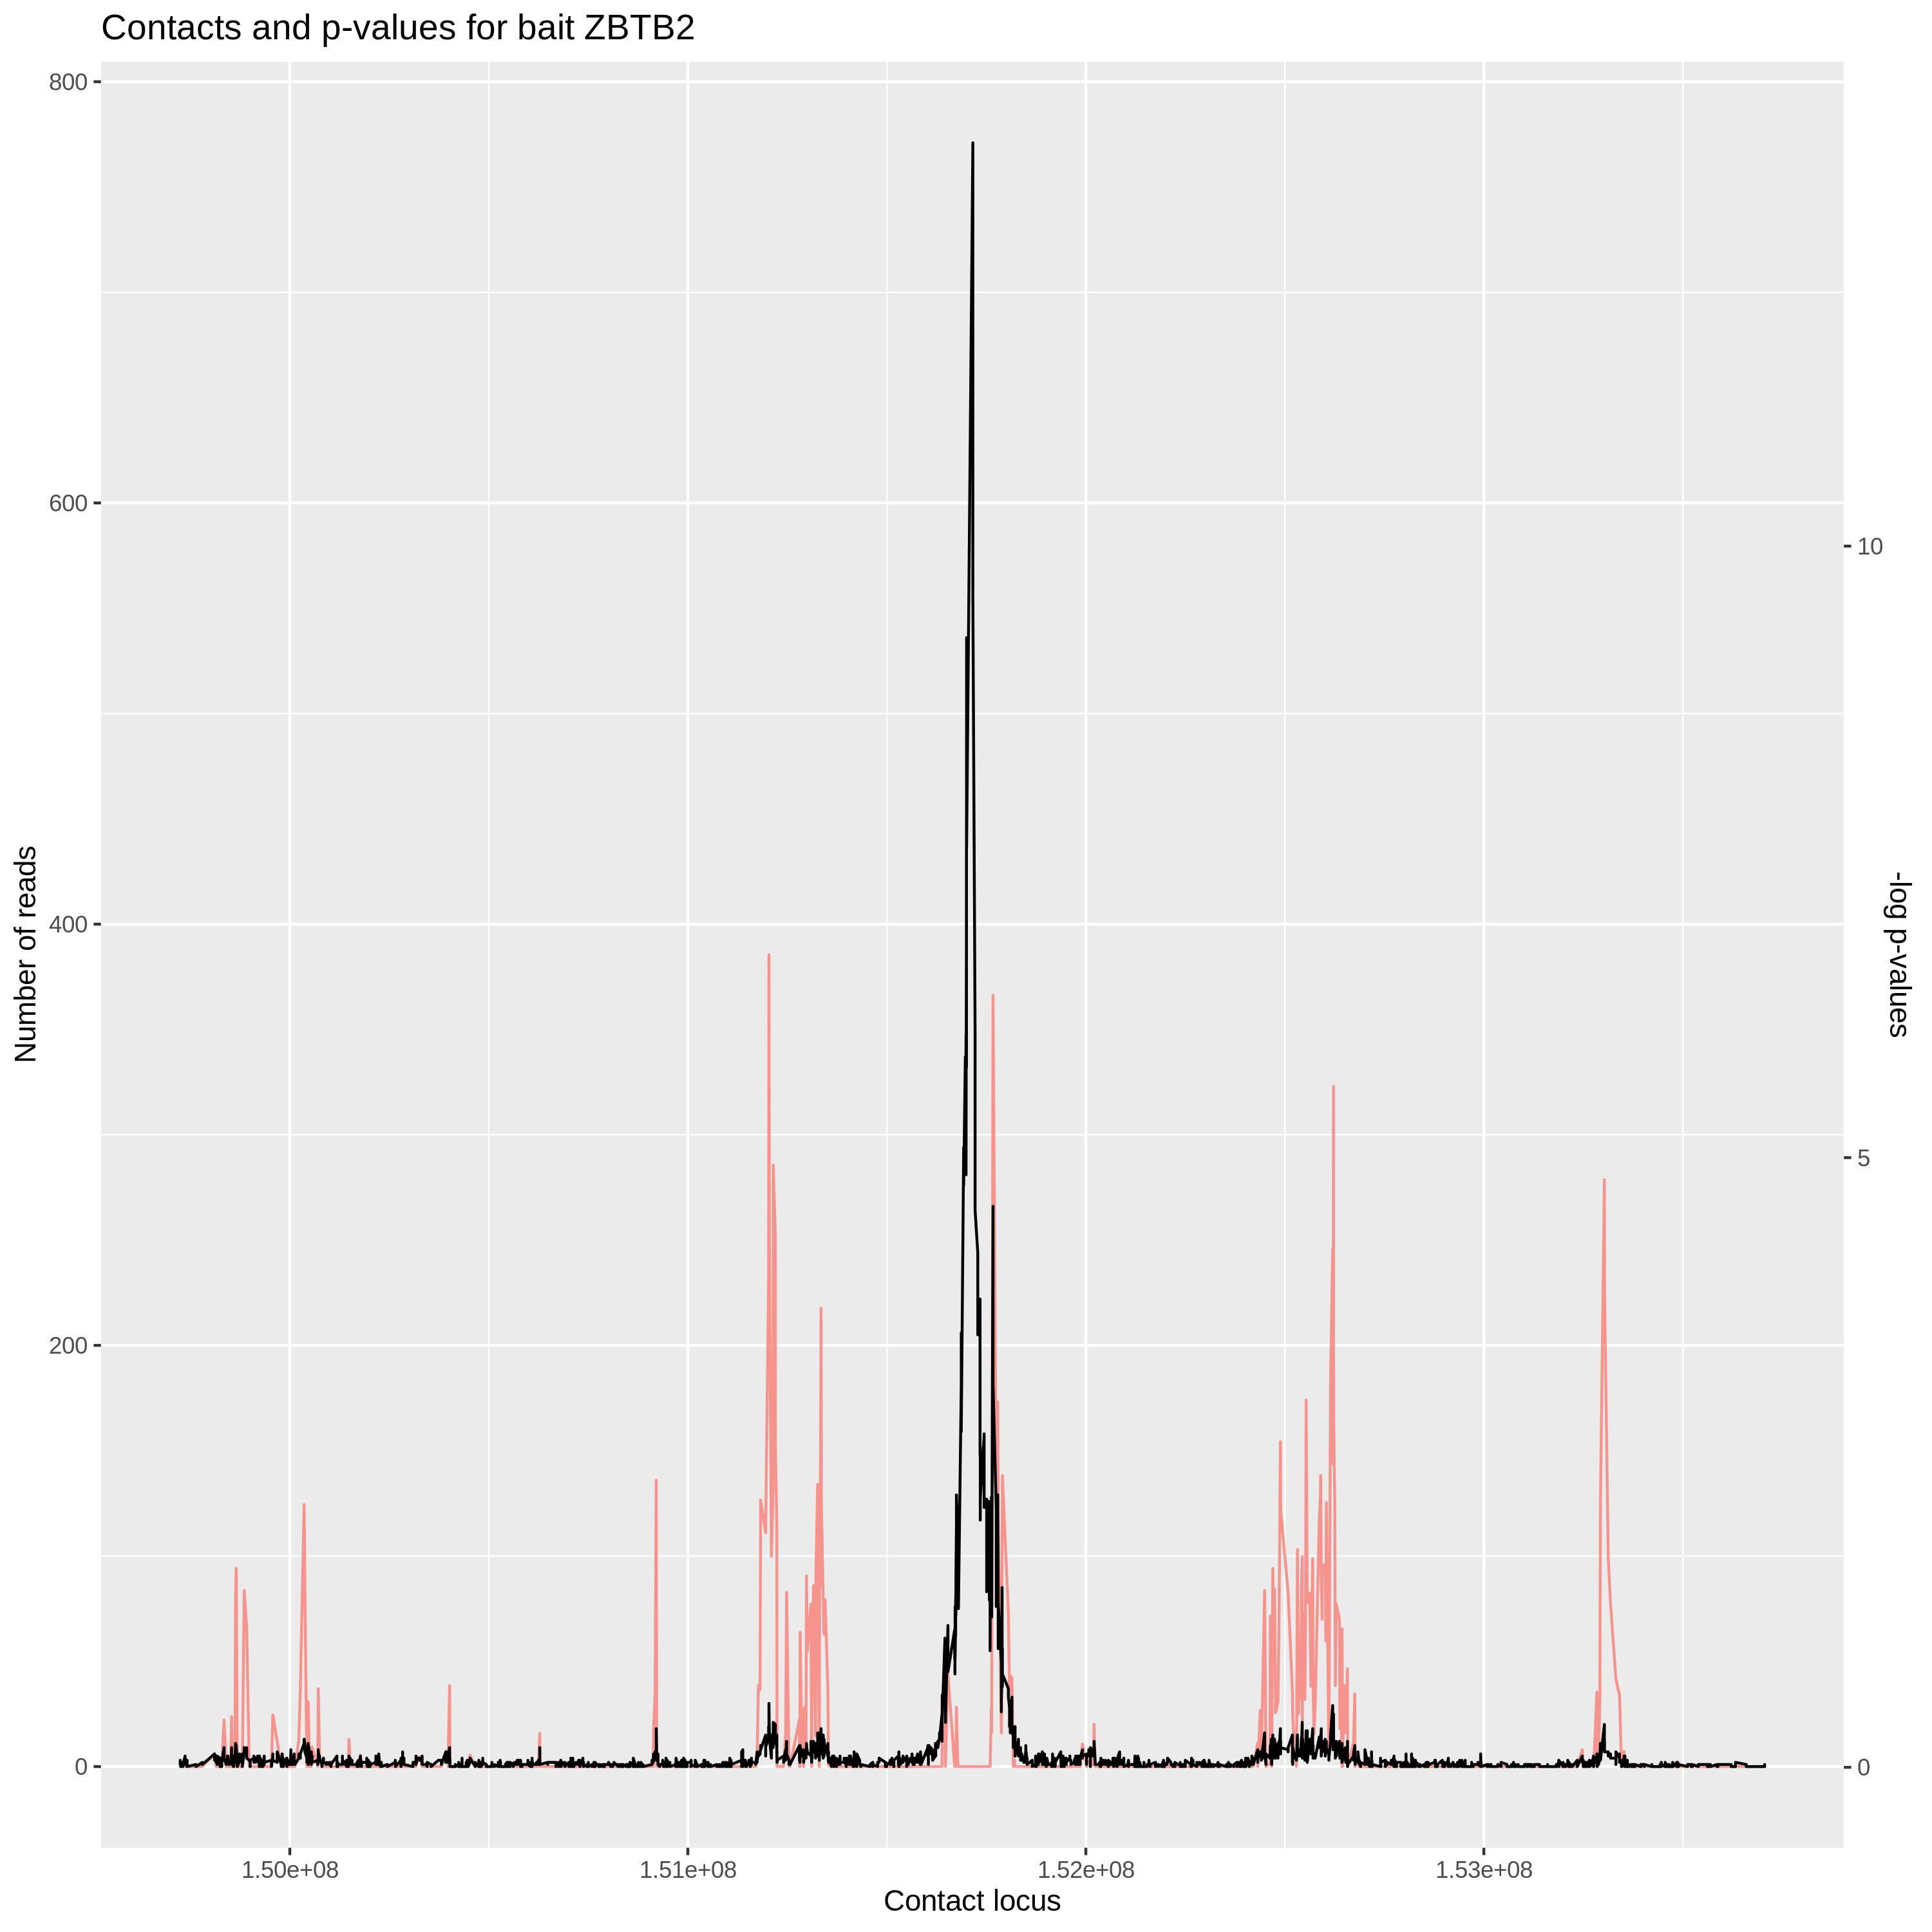 Contacts and p-values for bait ZBTB2
800
600
400
200
0
Number of reads
10
5
0
-log p-values
1.50e+08
1.51e+08
1.52e+08
1.53e+08
Contact locus